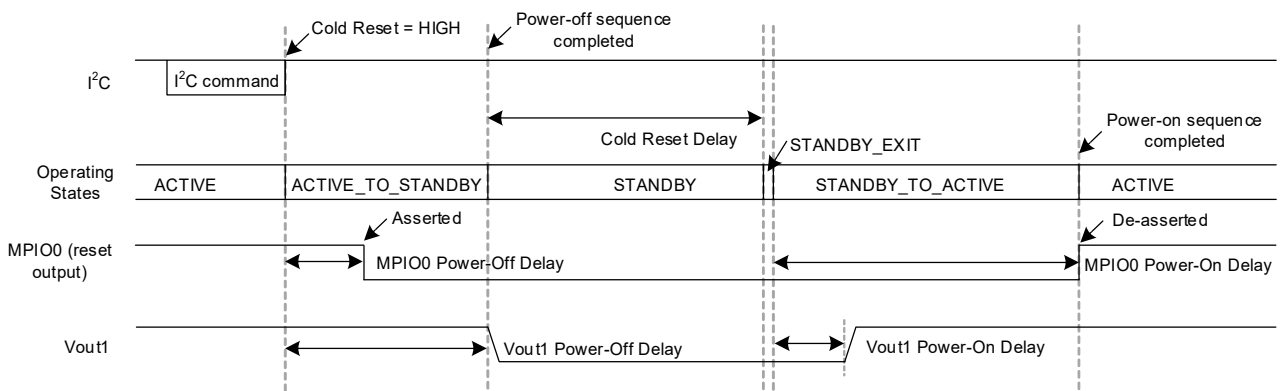 Cold Reset = HIGH
Power-off sequence
completed
I²C
I²C command
Cold Reset Delay
Power-on sequence
completed
STANDBY_EXIT
Operating
States
ACTIVE
ACTIVE_TO_STANDBY
STANDBY
STANDBY_TO_ACTIVE
ACTIVE
Asserted
De-asserted
MPIO0 (reset
output)
MPIO0 Power-Off Delay
MPIO0 Power-On Delay
Vout1
Vout1 Power-Off Delay
Vout1 Power-On Delay